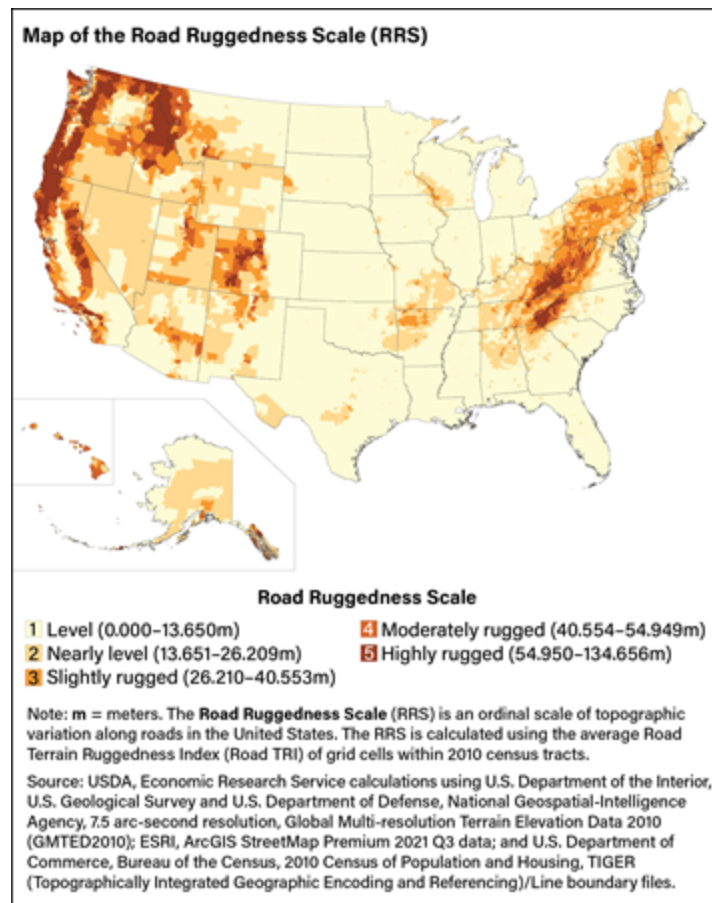 Map of the Road Ruggedness Scale (RRS)
Road Ruggedness Scale
1 Level (0.000–13.650m)
2 Nearly level (13.651–26.209m)
3 Slightly rugged (26.210–40.553m)
4 Moderately rugged (40.554–54.949m)
5 Highly rugged (54.950–134.656m)
Note: m = meters. The Road Ruggedness Scale (RRS) is an ordinal scale of topographic
variation along roads in the United States. The RRS is calculated using the average Road
Terrain Ruggedness Index (Road TRI) of grid cells within 2010 census tracts.
Source: USDA, Economic Research Service calculations using U.S. Department of the Interior,
U.S. Geological Survey and U.S. Department of Defense, National Geospatial-Intelligence
Agency, 7.5 arc-second resolution, Global Multi-resolution Terrain Elevation Data 2010
(GMTED2010); ESRI, ArcGIS StreetMap Premium 2021 Q3 data; and U.S. Department of
Commerce, Bureau of the Census, 2010 Census of Population and Housing, TIGER
(Topographically Integrated Geographic Encoding and Referencing)/Line boundary files.